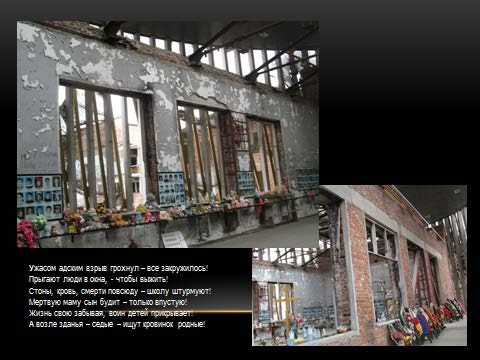 Ужасом адским взрыв грохнул – все закружилось!
Прыгают люди в окна, - чтобы выжить!
Стоны, кровь, смерти повсюду – школу штурмуют!
Мертвую маму сын будит – только впустую!
Жизнь свою забывая, воин детей прикрывает!
А возле зданья – седые – ищут кровинок родные!